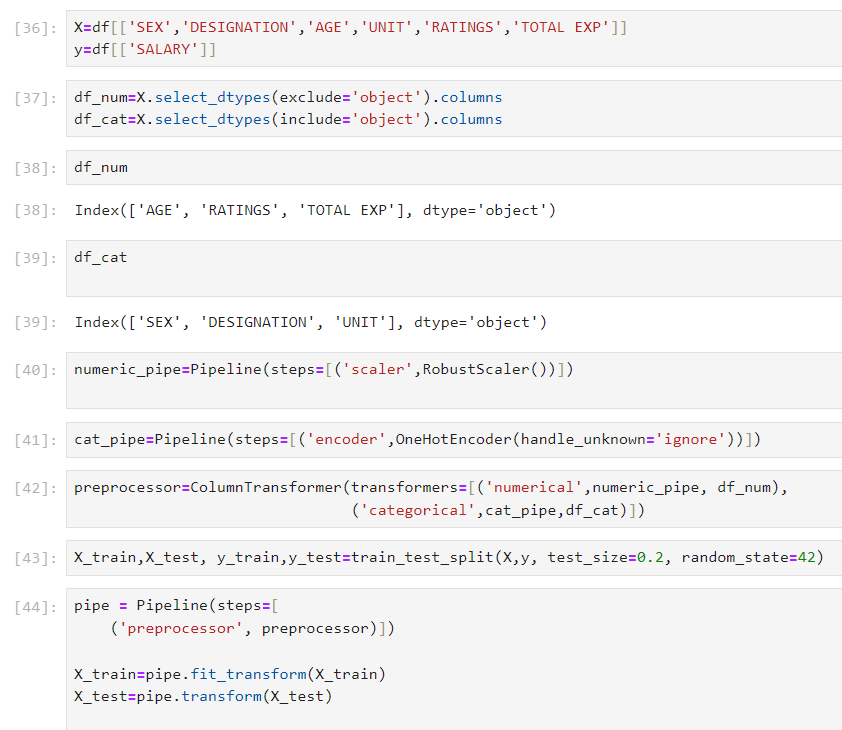 [36]: X=df[['SEX','DESIGNATION','AGE','UNIT','RATINGS','TOTAL EXP']]
y=df[['SALARY']]
[37]: df_num=X.select_dtypes(exclude='object').columns
df_cat=X.select_dtypes(include='object').columns
[38]: df_num
[38]: Index(['AGE', 'RATINGS', 'TOTAL EXP'], dtype='object')
[39]: df_cat
[39]: Index(['SEX', 'DESIGNATION', 'UNIT'], dtype='object')
[40]: numeric_pipe=Pipeline(steps=[('scaler',RobustScaler())])
[41]: cat_pipe=Pipeline(steps=[('encoder',OneHotEncoder(handle_unknown='ignore'))])
[42]: preprocessor=ColumnTransformer(transformers=[('numerical',numeric_pipe, df_num),
('categorical',cat_pipe,df_cat)])
[43]: X_train,X_test, y_train,y_test=train_test_split(X,y, test_size=0.2, random_state=42)
[44]: pipe = Pipeline(steps=[
('preprocessor', preprocessor)])
X_train=pipe.fit_transform(X_train)
X_test=pipe.transform(X_test)